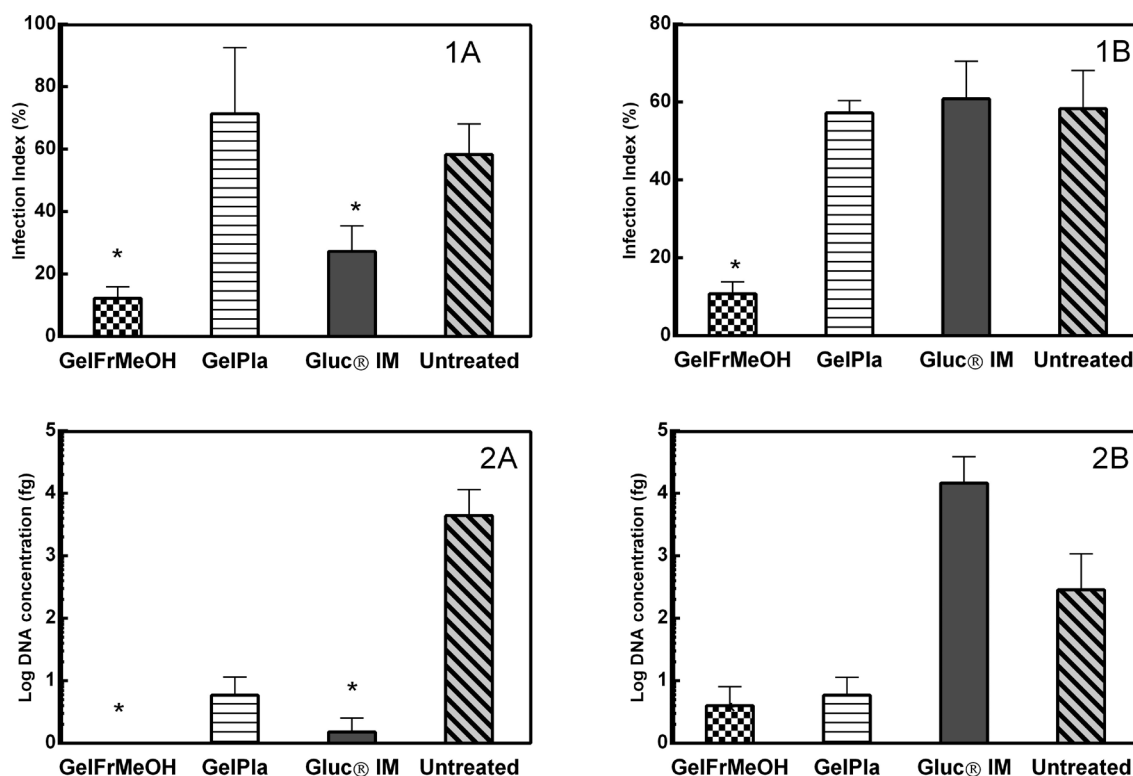 1A
Infection Index (%)
100
80
60
40
20
0
*
*
GelFrMeOH GelPla Gluc® IM Untreated
1B
Infection Index (%)
80
60
40
20
0
*
GelFrMeOH GelPla Gluc® IM Untreated
2A
Log DNA concentration (fg)
5
4
3
2
1
0
*
*
GelFrMeOH GelPla Gluc® IM Untreated
2B
Log DNA concentration (fg)
5
4
3
2
1
0
GelFrMeOH GelPla Gluc® IM Untreated